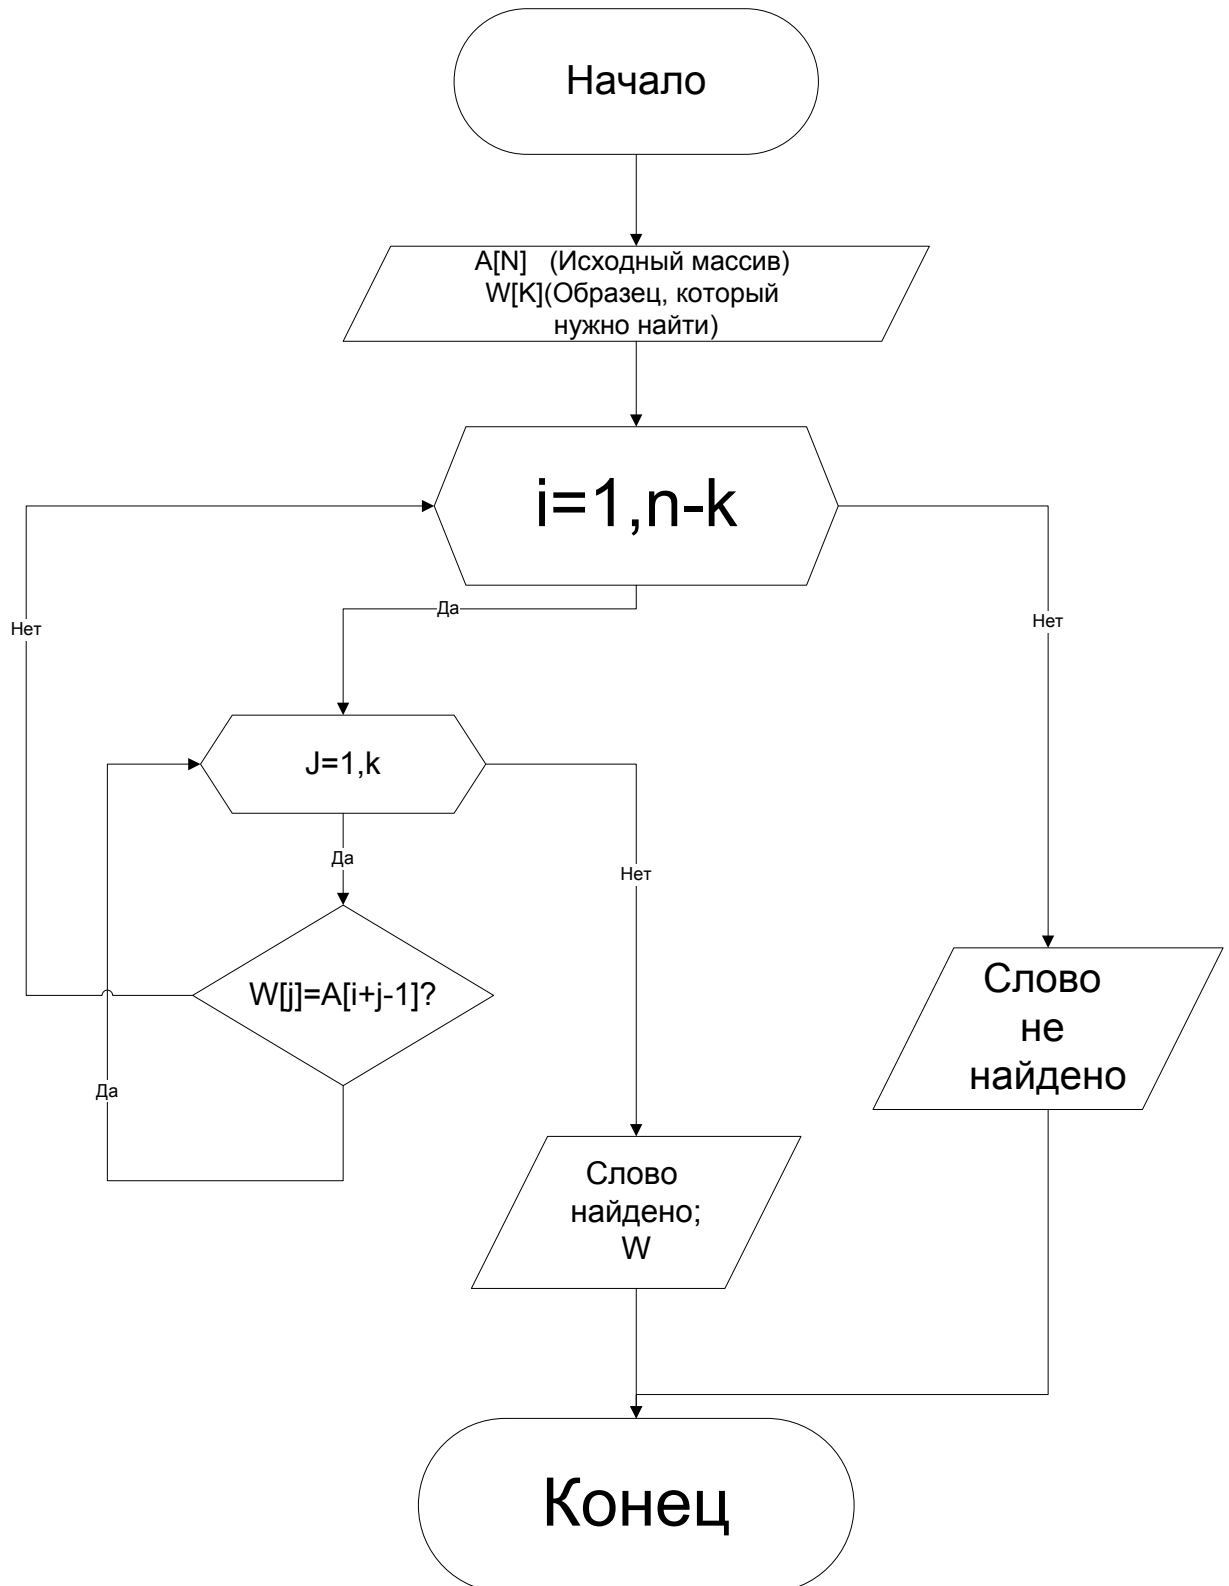 Начало
A[N] (Исходный массив)
W[K](Образец, который
нужно найти)
i=1,n-k
Да
Нет
Нет
J=1,k
Да
Нет
W[j]=A[i+j-1]?
Да
Слово
не
найдено
Слово
найдено;
W
Конец